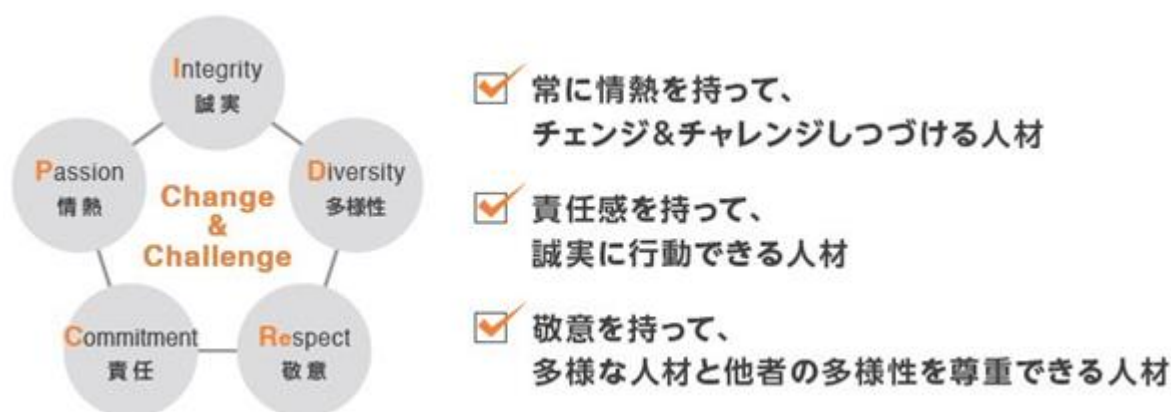 Integrity
誠実
Passion
情熱
Diversity
多様性
Change
&
Challenge
Commitment
責任
Respect
敬意
常に情熱を持って、
チェンジ&チャレンジしつづける人材
責任感を持って、
誠実に行動できる人材
敬意を持って、
多様な人材と他者の多様性を尊重できる人材